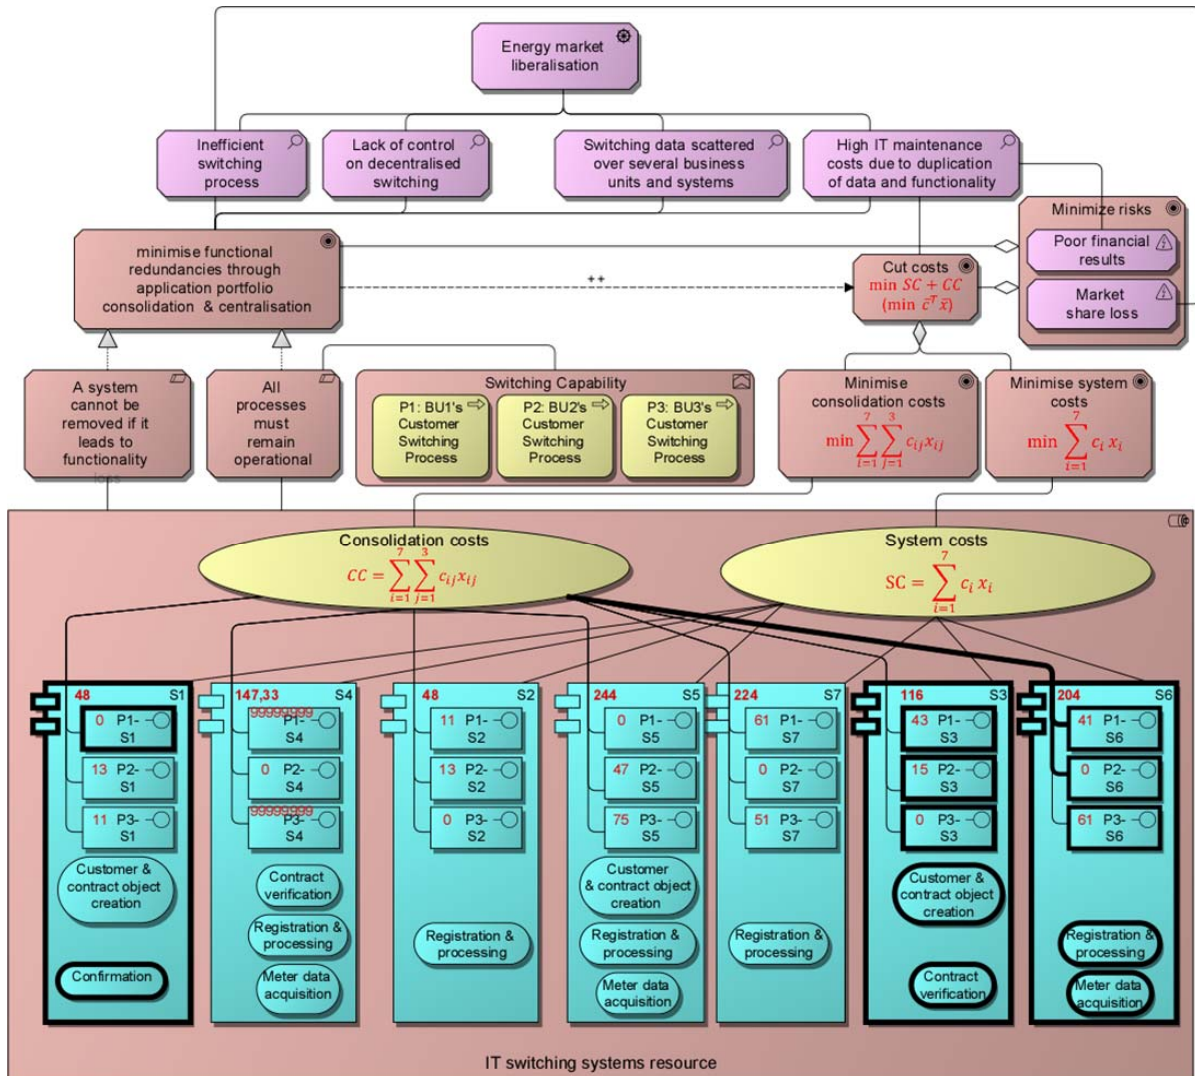 Energy market
liberalisation
Inefficient
switching
process
Lack of control
on decentralised
switching
Switching data scattered
over several business
units and systems
High IT maintenance
costs due to duplication
of data and functionality
Minimize risks
Poor financial
results
Market
share loss
minimise functional
redundancies through
application portfolio
consolidation & centralisation
++
Cut costs
min SC + CC
(min c̄ᵀ x̄)
A system
cannot be
removed if it
leads to
functionality
loss
All
processes
must
remain
operational
Switching Capability
P1: BU1's
Customer
Switching
Process
P2: BU2's
Customer
Switching
Process
P3: BU3's
Customer
Switching
Process
Minimise
consolidation costs
min ∑_{i=1}^{7} ∑_{j=1}^{3} c_{ij}x_{ij}
Minimise system
costs
min ∑_{i=1}^{7} c_i x_i
Consolidation costs
CC = ∑_{i=1}^{7} ∑_{j=1}^{3} c_{ij}x_{ij}
System costs
SC = ∑_{i=1}^{7} c_i x_i
48 S1
0 P1-
S1
13 P2-
S1
11 P3-
S1
Customer &
contract object
creation
Confirmation
147,33 S4
99999999
P1-
S4
0 P2-
S4
99999999
P3-
S4
Contract
verification
Registration &
processing
Meter data
acquisition
48 S2
11 P1-
S2
13 P2-
S2
0 P3-
S2
Registration &
processing
244 S5
0 P1-
S5
47 P2-
S5
75 P3-
S5
Customer
& contract object
creation
Registration &
processing
Meter data
acquisition
224 S7
61 P1-
S7
0 P2-
S7
51 P3-
S7
Registration &
processing
116 S3
43 P1-
S3
15 P2-
S3
0 P3-
S3
Customer &
contract object
creation
Contract
verification
204 S6
41 P1-
S6
0 P2-
S6
61 P3-
S6
Registration &
processing
Meter data
acquisition
IT switching systems resource